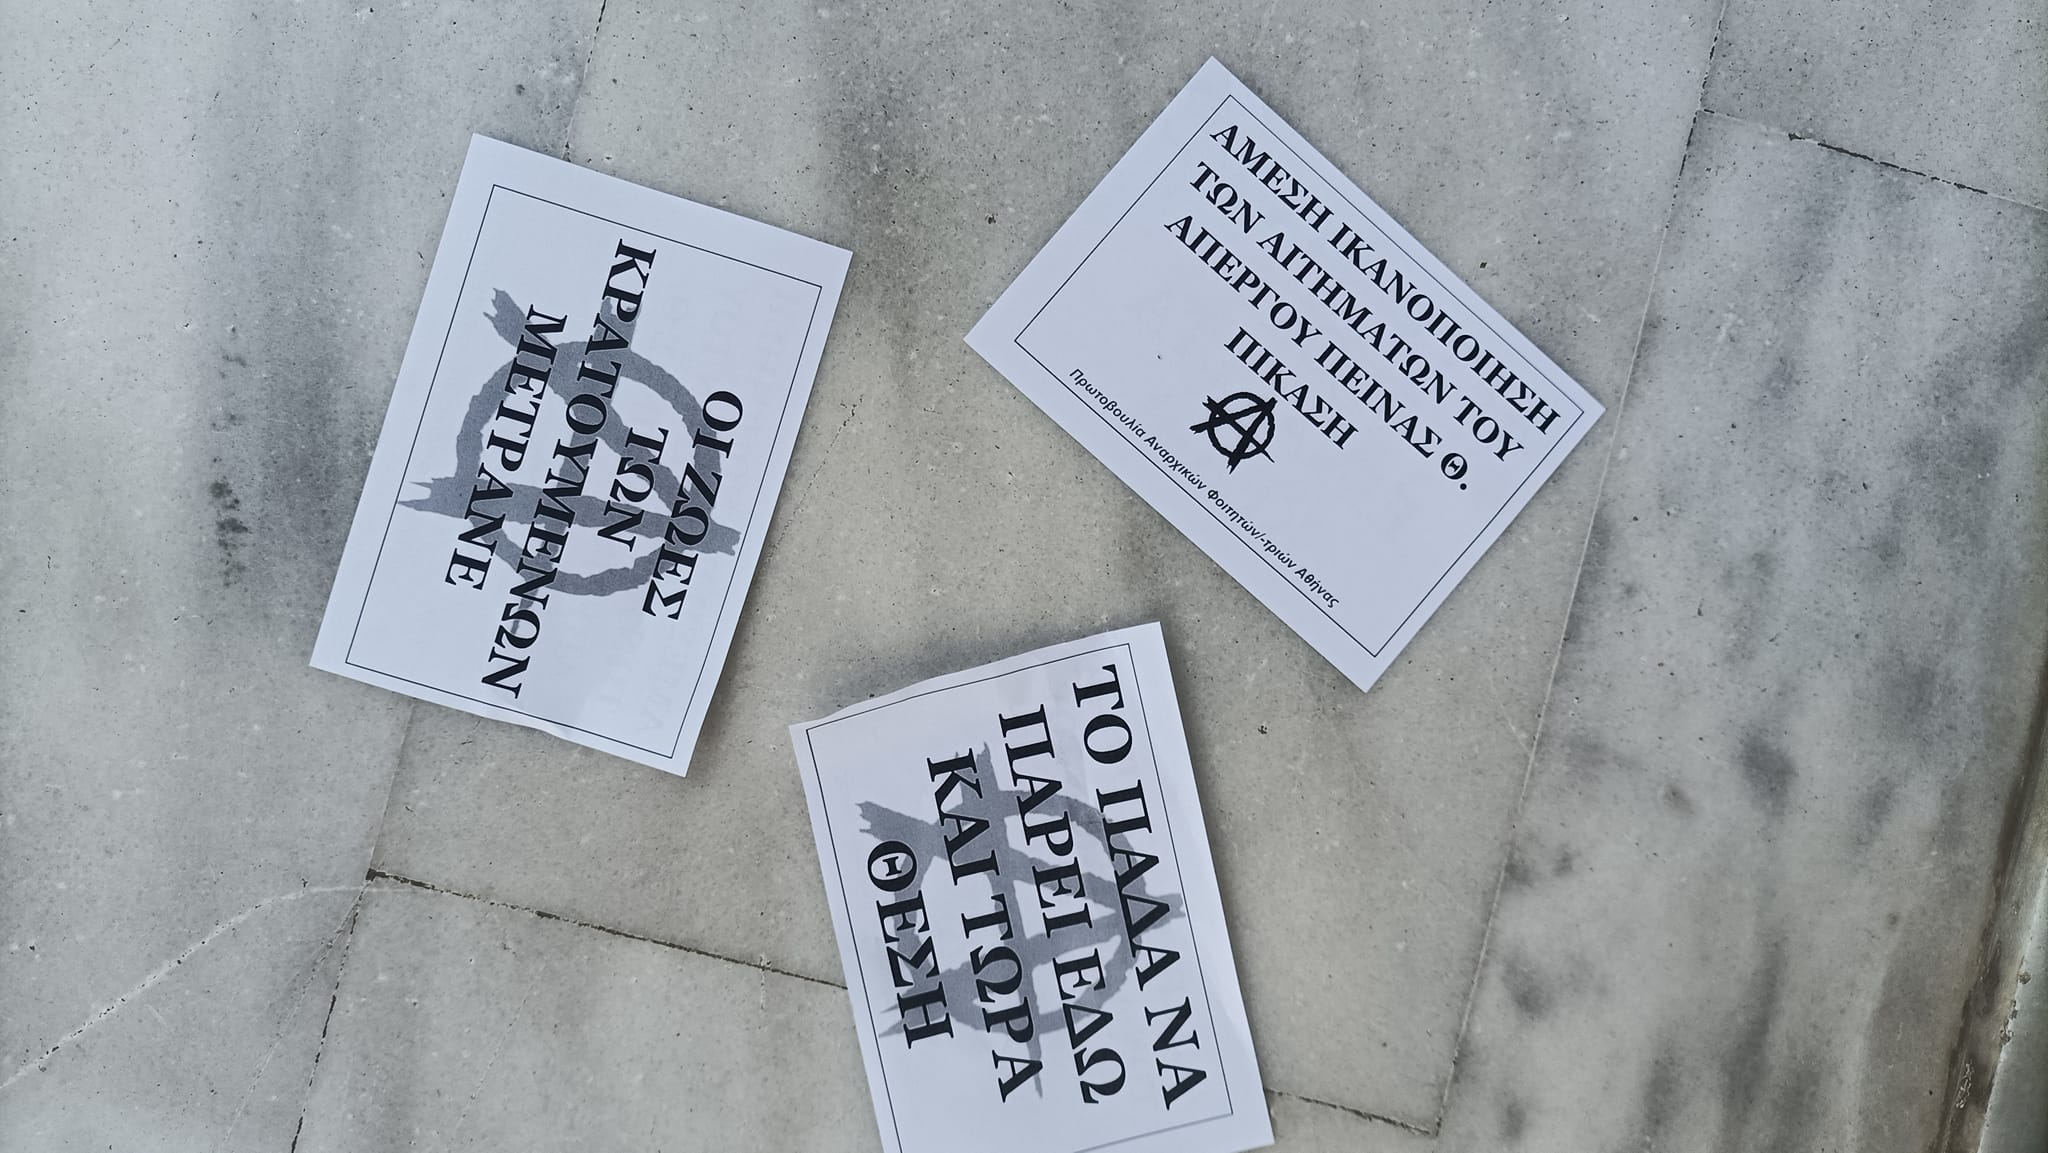 ΟΙ ΖΩΕΣ
ΤΩΝ
ΚΡΑΤΟΥΜΕΝΩΝ
ΜΕΤΡΑΝΕ
ΑΜΕΣΗ ΙΚΑΝΟΠΟΙΗΣΗ
ΤΩΝ ΑΙΤΗΜΑΤΩΝ ΤΟΥ
ΑΠΕΡΓΟΥ ΠΕΙΝΑΣ Θ.
ΠΙΚΑΣΗ
Πρωτοβουλία Αναρχικών Φοιτητών/-τριών Αθήνας
ΤΟ ΠΑΔΑ ΝΑ
ΠΑΡΕΙ ΕΔΩ
ΚΑΙ ΤΩΡΑ
ΘΕΣΗ